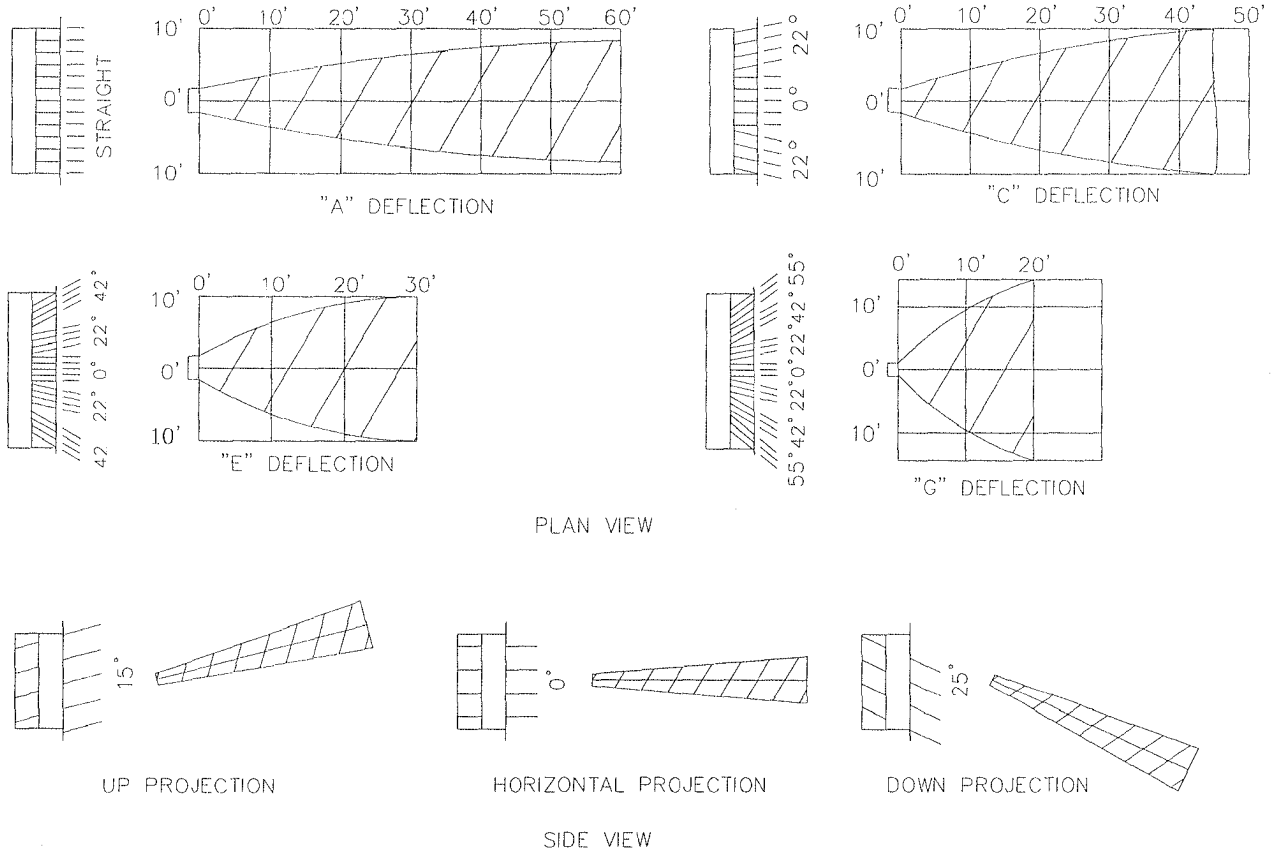 0' 10' 20' 30' 40' 50' 60'
10'
0'
10'
STRAIGHT
"A" DEFLECTION
0' 10' 20' 30' 40' 50'
10'
0'
10'
22° 0° 22°
"C" DEFLECTION
0' 10' 20' 30'
10'
0'
10'
42 22° 0° 22° 42°
"E" DEFLECTION
0' 10' 20'
10'
0'
10'
55° 42° 22° 0° 22° 42° 55°
"G" DEFLECTION
PLAN VIEW
15°
UP PROJECTION
0°
HORIZONTAL PROJECTION
25°
DOWN PROJECTION
SIDE VIEW